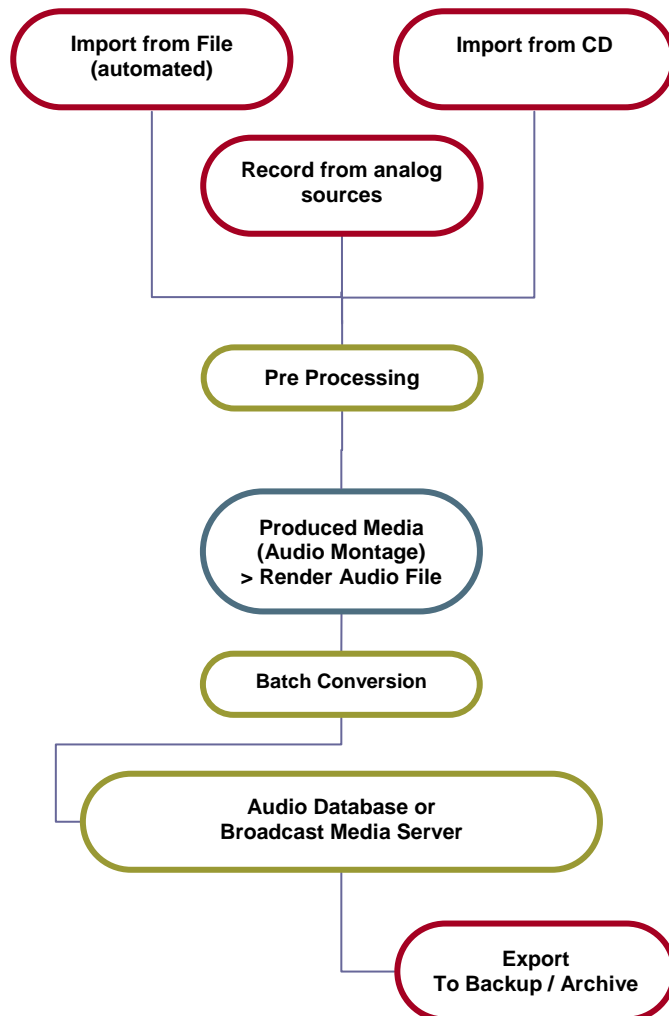 Import from File
(automated)
Import from CD
Record from analog
sources
Pre Processing
Produced Media
(Audio Montage)
> Render Audio File
Batch Conversion
Audio Database or
Broadcast Media Server
Export
To Backup / Archive